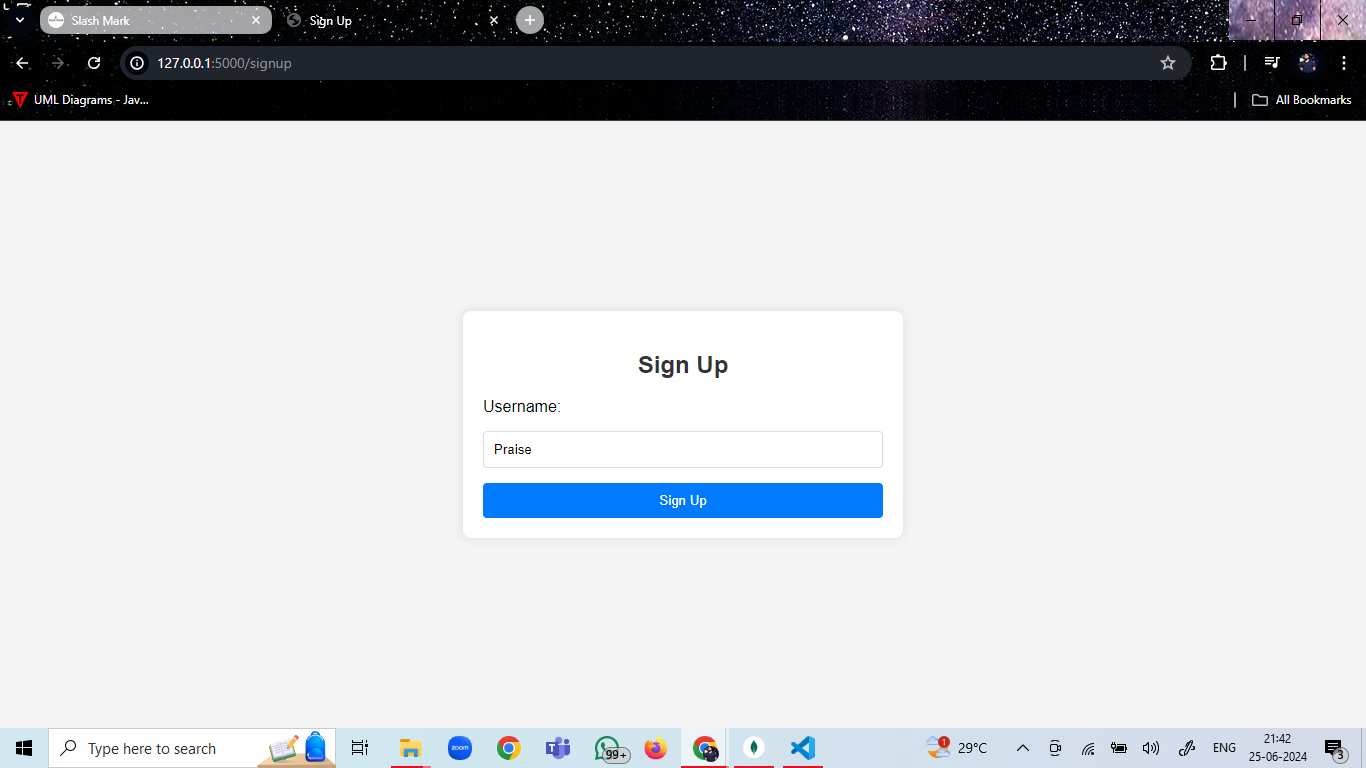 Slash Mark
Sign Up
127.0.0.1:5000/signup
UML Diagrams - Jav...
All Bookmarks
Sign Up
Username:
Praise
Sign Up
Type here to search
zoom
99+
1
29°C
ENG
21:42
25-06-2024
3